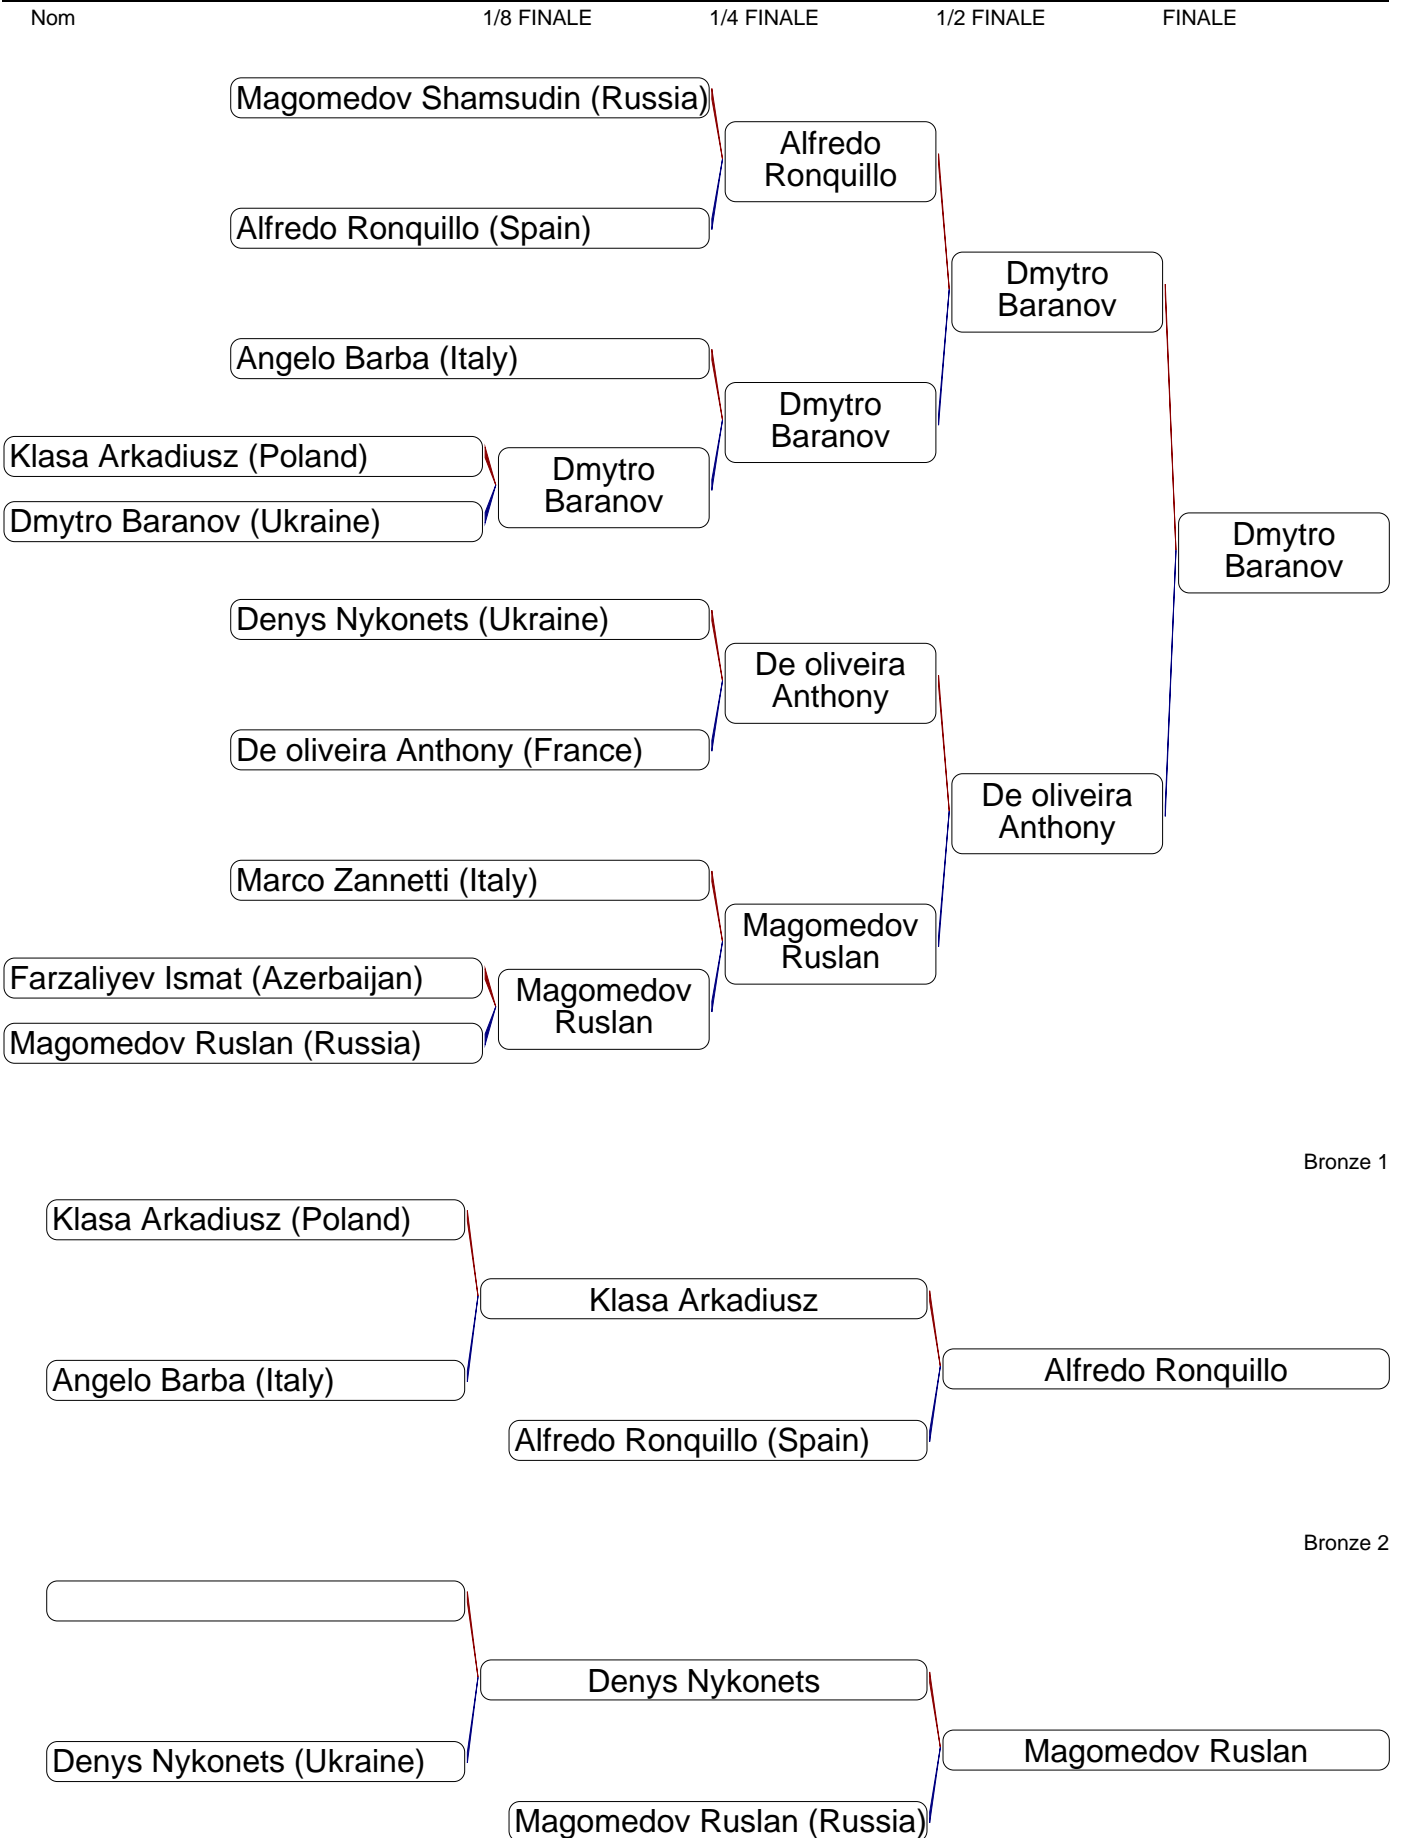 Nom 1/8 FINALE 1/4 FINALE 1/2 FINALE FINALE
Magomedov Shamsudin (Russia)
Alfredo
Ronquillo
Alfredo Ronquillo (Spain)
Dmytro
Baranov
Angelo Barba (Italy)
Dmytro
Baranov
Klasa Arkadiusz (Poland)
Dmytro
Baranov
Dmytro Baranov (Ukraine)
Dmytro
Baranov
Denys Nykonets (Ukraine)
De oliveira
Anthony
De oliveira Anthony (France)
De oliveira
Anthony
Marco Zannetti (Italy)
Magomedov
Ruslan
Farzaliyev Ismat (Azerbaijan)
Magomedov
Ruslan
Magomedov Ruslan (Russia)
Bronze 1
Klasa Arkadiusz (Poland)
Klasa Arkadiusz
Alfredo Ronquillo
Angelo Barba (Italy)
Alfredo Ronquillo (Spain)
Bronze 2
Denys Nykonets
Magomedov Ruslan
Denys Nykonets (Ukraine)
Magomedov Ruslan (Russia)